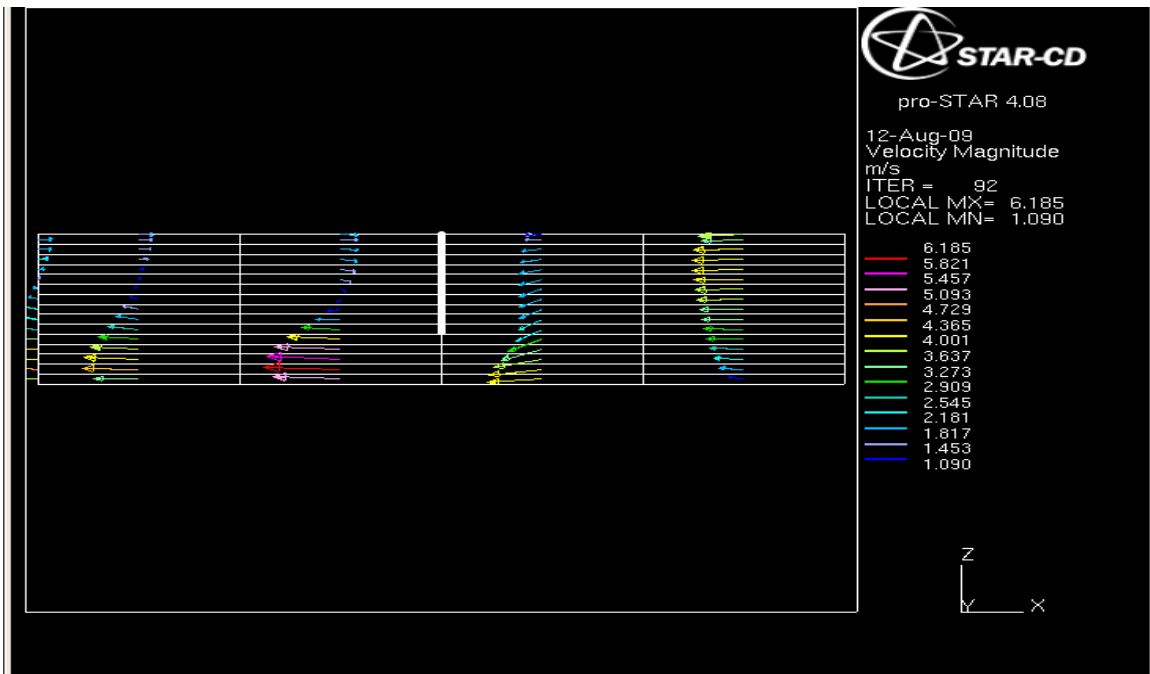 STAR-CD
pro-STAR 4.08
12-Aug-09
Velocity Magnitude
m/s
ITER = 92
LOCAL MX= 6.185
LOCAL MN= 1.090
6.185
5.821
5.457
5.093
4.729
4.365
4.001
3.637
3.273
2.909
2.545
2.181
1.817
1.453
1.090
Z
Y X